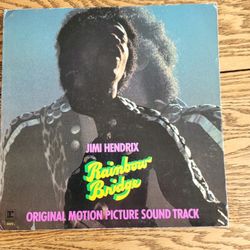 JIMI HENDRIX
Rainbow
Bridge
ORIGINAL MOTION PICTURE SOUND TRACK